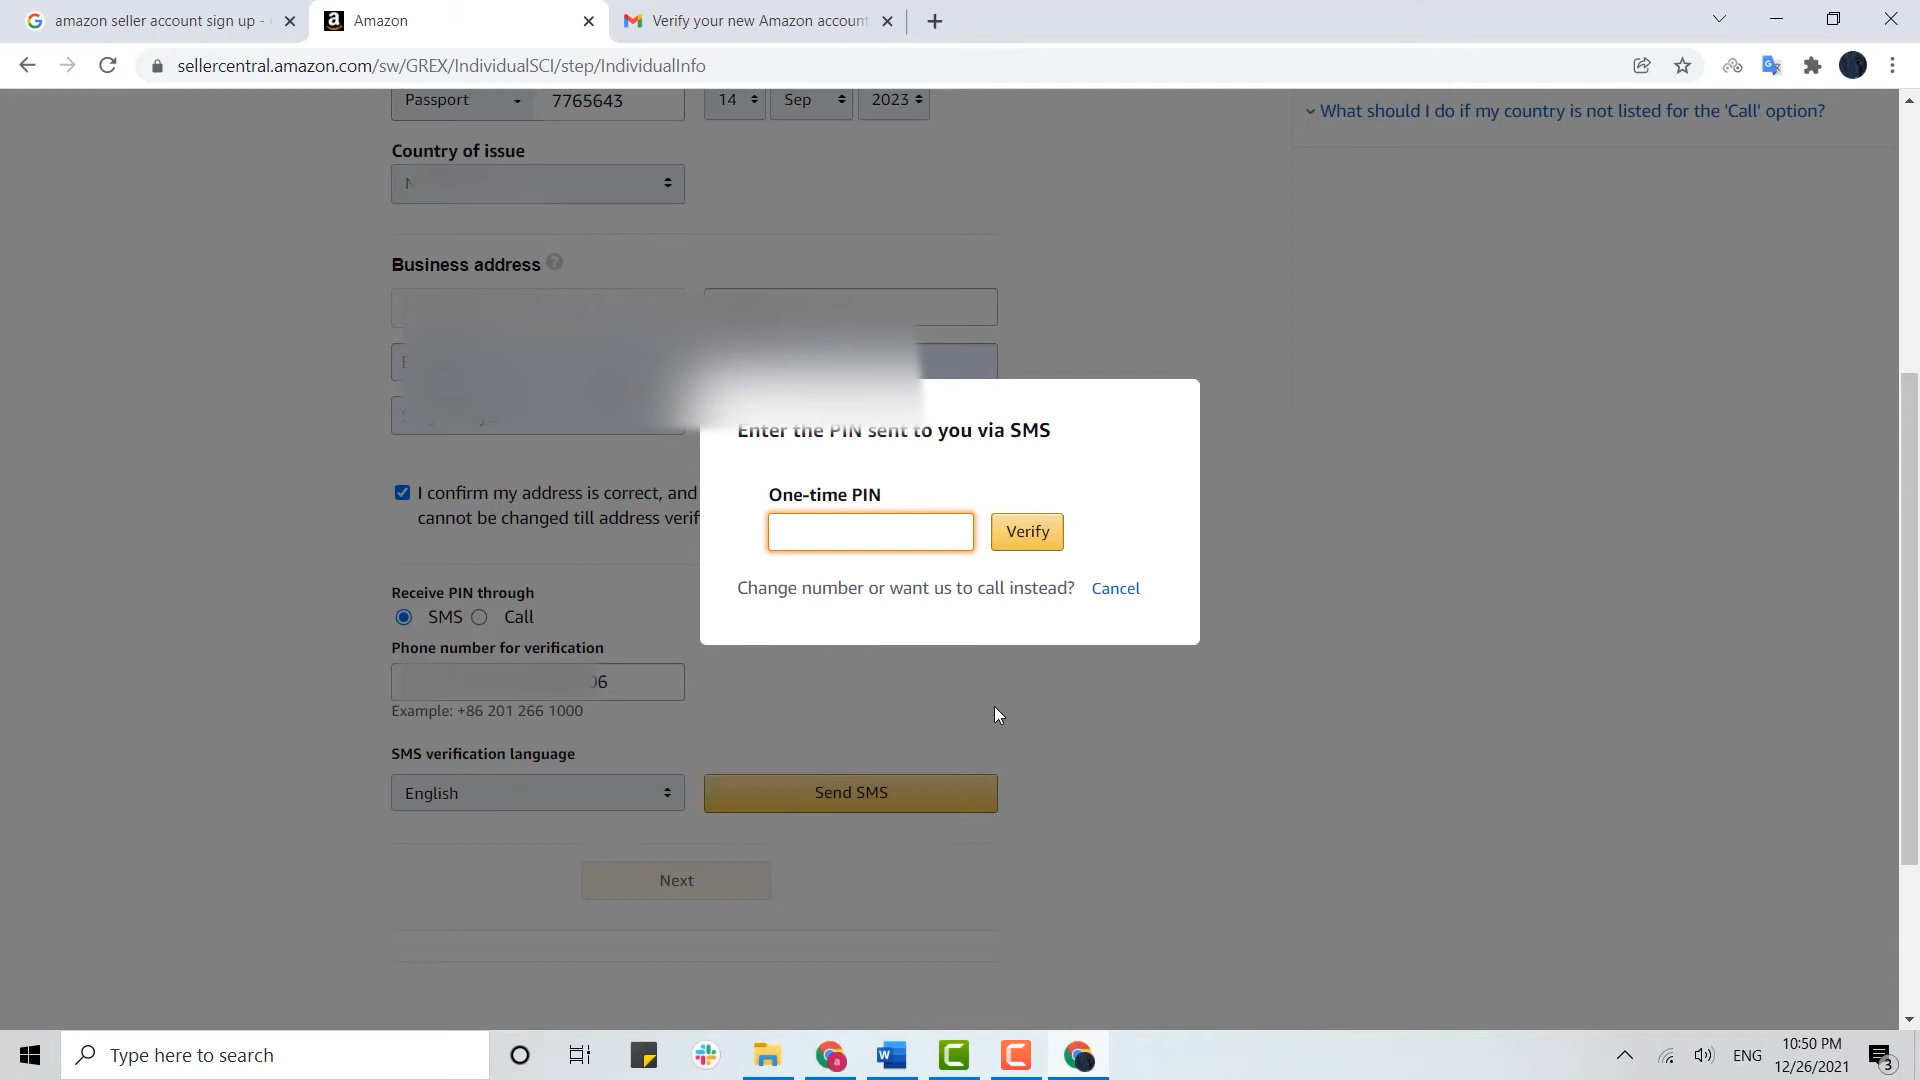 amazon seller account sign up -
Amazon
Verify your new Amazon account
sellercentral.amazon.com/sw/GREX/IndividualSCI/step/IndividualInfo
Passport 7765643 14 Sep 2023
What should I do if my country is not listed for the 'Call' option?
Country of issue
Business address
Enter the PIN sent to you via SMS
I confirm my address is correct, and
cannot be changed till address verif
One-time PIN
Verify
Change number or want us to call instead? Cancel
Receive PIN through
SMS Call
Phone number for verification
06
Example: +86 201 266 1000
SMS verification language
English Send SMS
Next
Type here to search
ENG
10:50 PM
12/26/2021
3